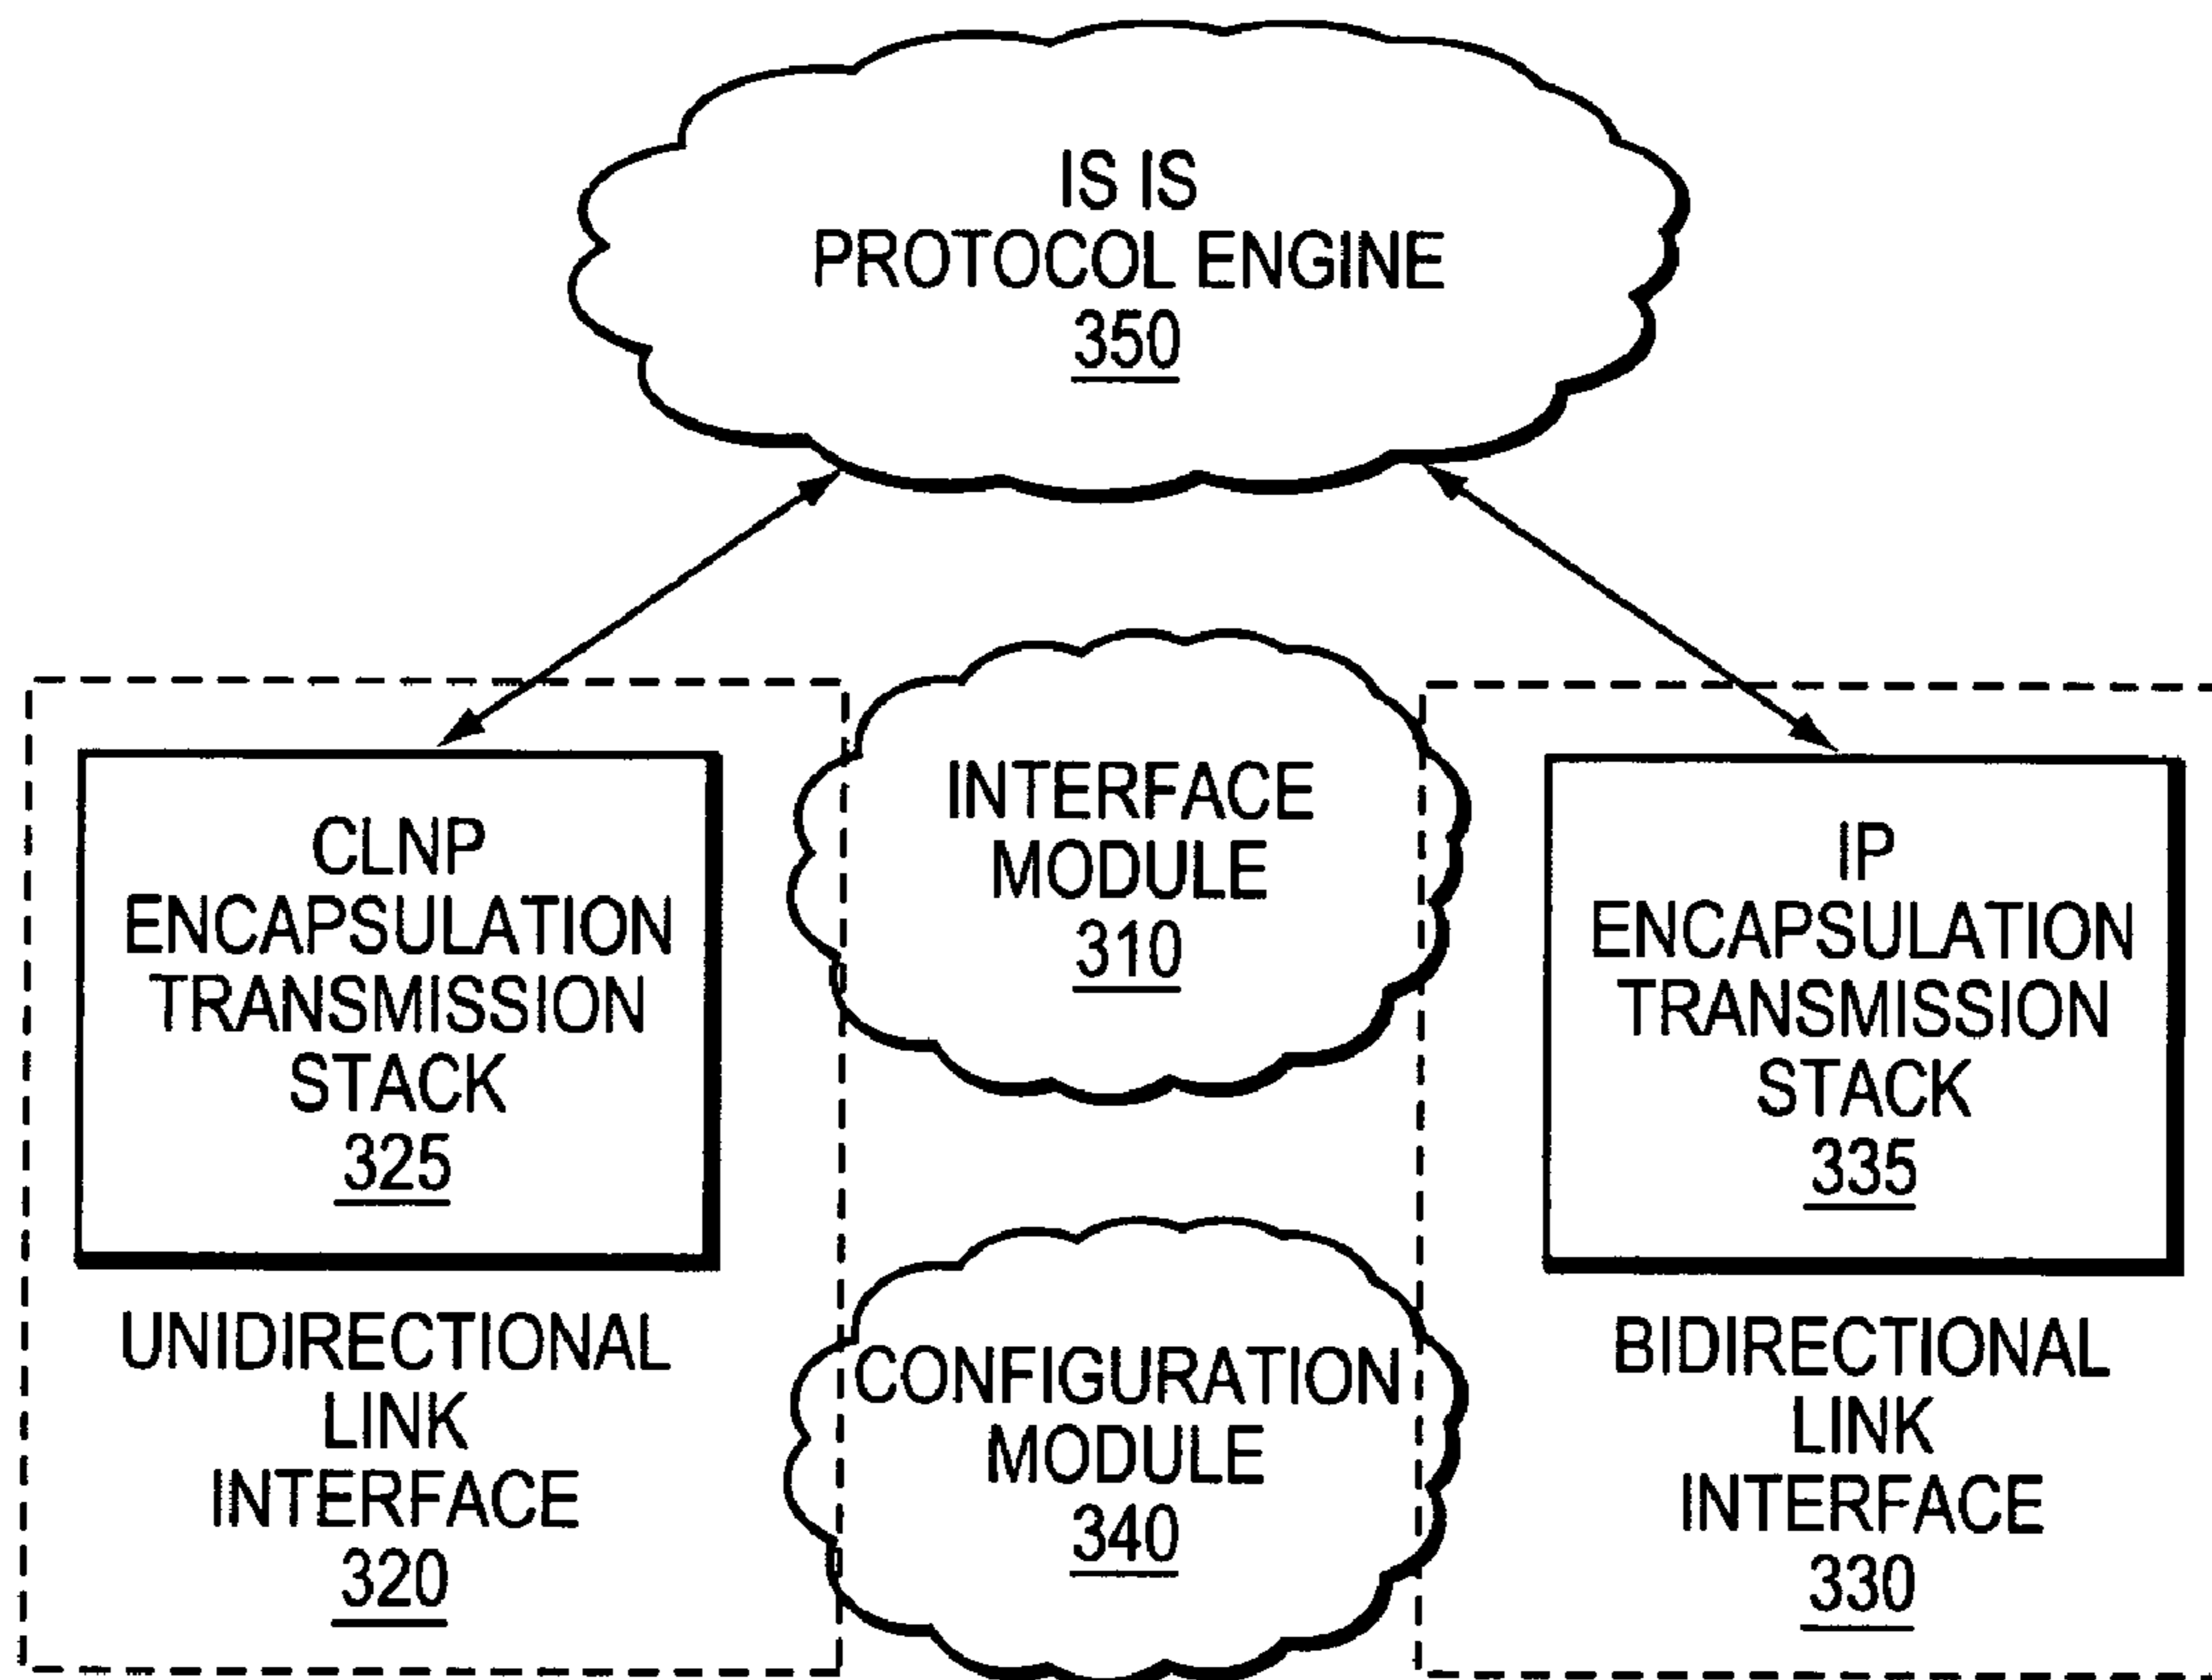 IS IS
PROTOCOL ENGINE
350
CLNP
ENCAPSULATION
TRANSMISSION
STACK
325
UNIDIRECTIONAL
LINK
INTERFACE
320
INTERFACE
MODULE
310
CONFIGURATION
MODULE
340
IP
ENCAPSULATION
TRANSMISSION
STACK
335
BIDIRECTIONAL
LINK
INTERFACE
330